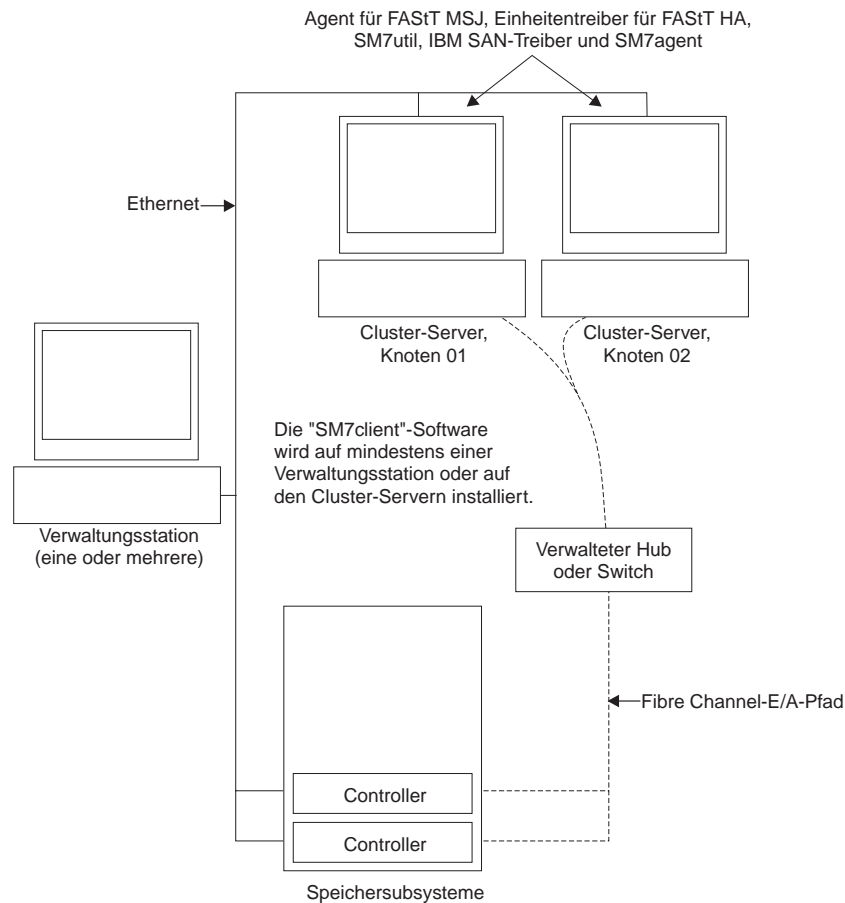 Agent für FAStT MSJ, Einheitentreiber für FAStT HA,
SM7util, IBM SAN-Treiber und SM7agent
Ethernet
Cluster-Server,
Knoten 01
Cluster-Server,
Knoten 02
Die "SM7client"-Software
wird auf mindestens einer
Verwaltungsstation oder auf
den Cluster-Servern installiert.
Verwaltungsstation
(eine oder mehrere)
Verwalteter Hub
oder Switch
Fibre Channel-E/A-Pfad
Controller
Controller
Speichersubsysteme